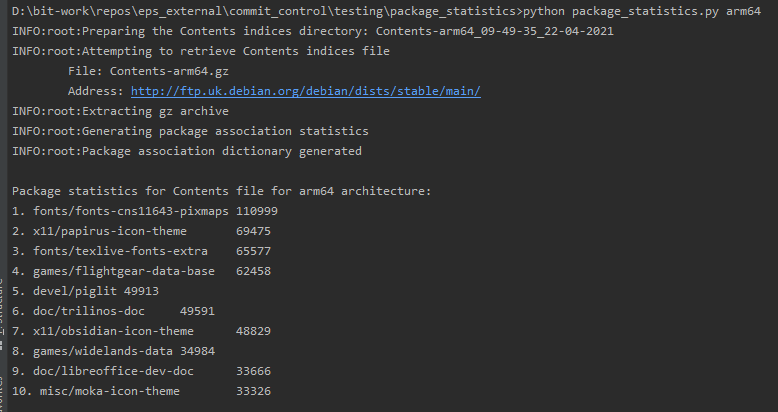 D:\bit-work\repos\eps_external\commit_control\testing\package_statistics>python package_statistics.py arm64
INFO:root:Preparing the Contents indices directory: Contents-arm64_09-49-35_22-04-2021
INFO:root:Attempting to retrieve Contents indices file
File: Contents-arm64.gz
Address: http://ftp.uk.debian.org/debian/dists/stable/main/
INFO:root:Extracting gz archive
INFO:root:Generating package association statistics
INFO:root:Package association dictionary generated
Package statistics for Contents file for arm64 architecture:
1. fonts/fonts-cns11643-pixmaps 110999
2. x11/papirus-icon-theme 69475
3. fonts/texlive-fonts-extra 65577
4. games/flightgear-data-base 62458
5. devel/piglit 49913
6. doc/trilinos-doc 49591
7. x11/obsidian-icon-theme 48829
8. games/widelands-data 34984
9. doc/libreoffice-dev-doc 33666
10. misc/moka-icon-theme 33326